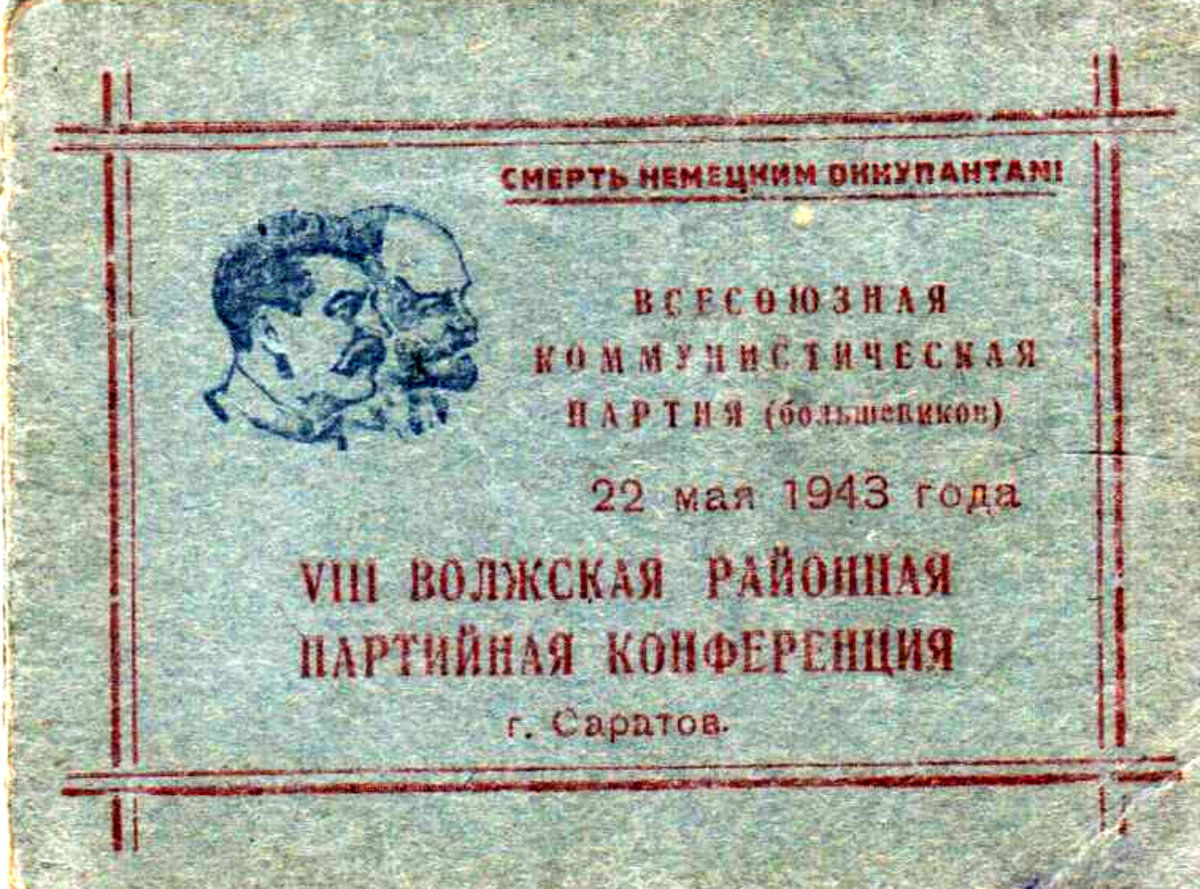 СМЕРТЬ НЕМЕЦКИМ ОККУПАНТАМ!
ВСЕСОЮЗНАЯ
КОММУНИСТИЧЕСКАЯ
ПАРТИЯ (большевиков)
22 мая 1943 года
VIII ВОЛЖСКАЯ РАЙОННАЯ
ПАРТИЙНАЯ КОНФЕРЕНЦИЯ
г. Саратов.